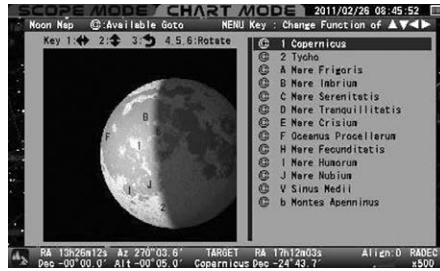 SCOPE MODE CHART MODE 2011/02/26 08:45:52
Moon Map Ⓖ:Available Goto MENU Key : Change Function of ▲▼◀▶
Key 1: 2: 3: 4,5,6:Rotate
Ⓖ 1 Copernicus
Ⓖ 2 Tycho
Ⓖ A Mare Frigoris
Ⓖ B Mare Imbrium
Ⓖ C Mare Serenitatis
Ⓖ D Mare Tranquillitatis
Ⓖ E Mare Crisium
Ⓖ F Oceanus Procellarum
Ⓖ H Mare Fecunditatis
Ⓖ I Mare Humorum
Ⓖ J Mare Nubium
Ⓖ V Sinus Medii
Ⓖ b Montes Apenninus
B
F
b
1
I
J
2
RA 13h26m12s Az 270°03.6' TARGET RA 17h12m03s Align:0 RADEC
Dec -00°00.0' Alt -00°05.0' Copernicus Dec -24°43.7' x500